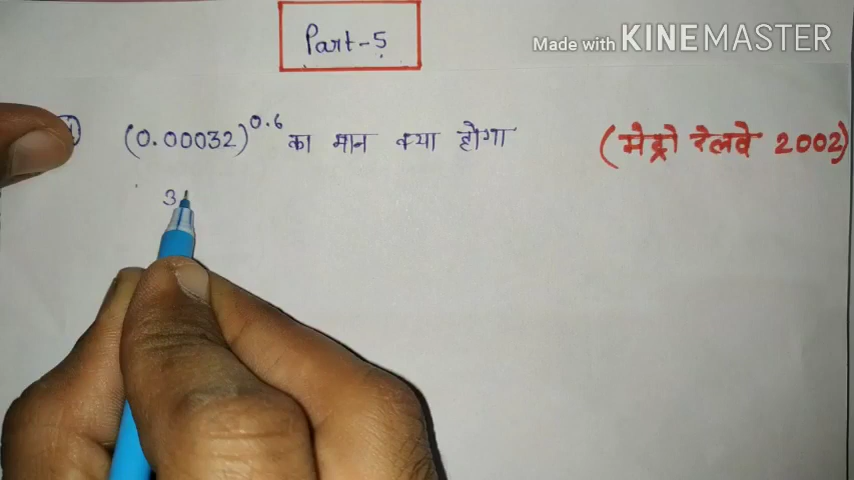 Part-5
Made with KINEMASTER
(0.00032)^0.6 का मान क्या होगा (मेट्रो रेलवे 2002)
3